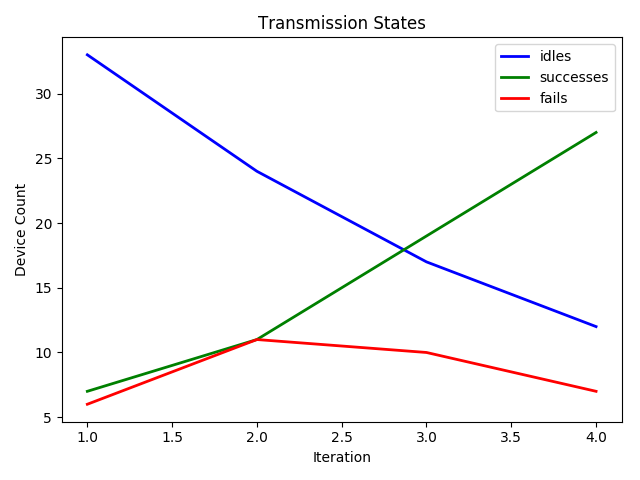 Transmission States
idles
successes
fails
Device Count
30
25
20
15
10
5
1.0 1.5 2.0 2.5 3.0 3.5 4.0
Iteration